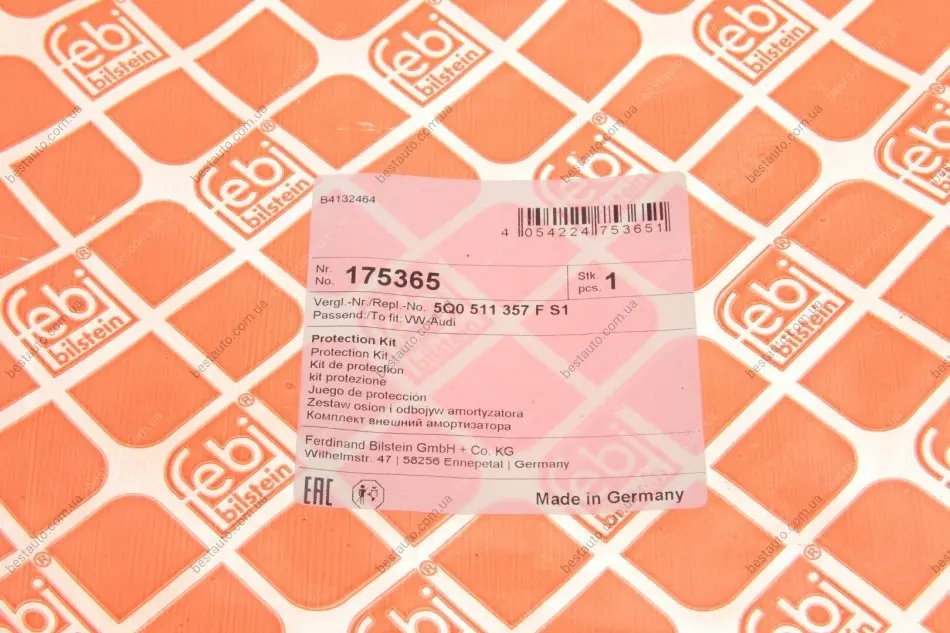 febi
bilstein
B4132464
4 054224 753651
Nr.
No. 175365
Stk.
pcs. 1
Vergl.-Nr./Repl.-No. 5Q0 511 357 F S1
Passend:/To fit: VW-Audi
Protection Kit
Protection Kit
Kit de protection
kit protezione
Juego de protección
Zestaw osłon i odbojyw amortyzatora
Комплект внешний амортизатора
Ferdinand Bilstein GmbH + Co. KG
Wilhelmstr. 47 | 58256 Ennepetal | Germany
EAC
Made in Germany
bestauto.com.ua